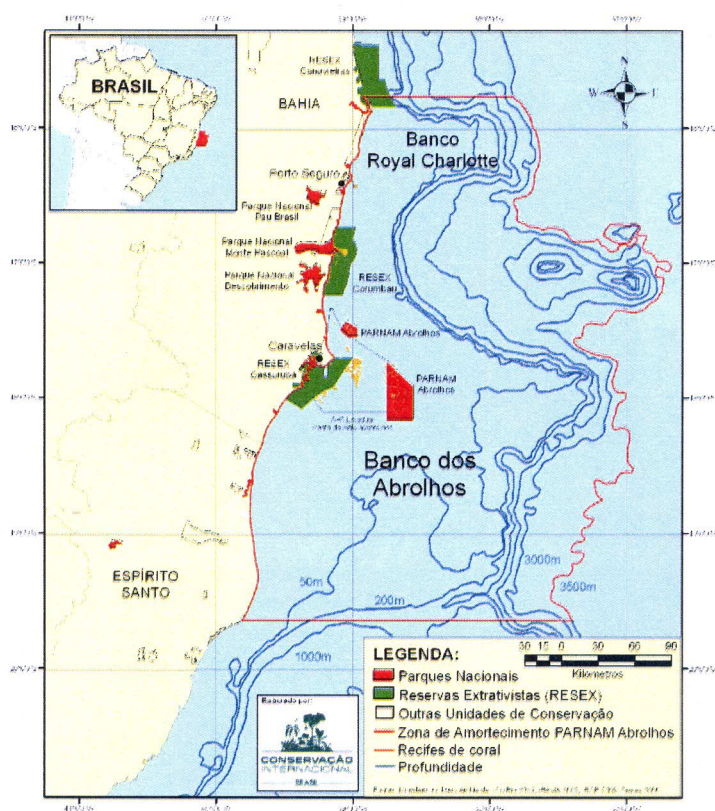 BRASIL
RESEX
Canavieiras
BAHIA
Banco
Royal Charlotte
N
W
E
S
Porto Seguro
Parque Nacional
Pau Brasil
Parque Nacional
Monte Pascoal
Parque Nacional
Descobrimento
RESEX
Corumbau
PARNAM Abrolhos
Caravelas
RESEX
Cassurubá
PARNAM
Abrolhos
Banco dos
Abrolhos
ESPÍRITO
SANTO
50m
200m
1000m
3000m
3500m
LEGENDA:
30 15 0 30 60 90
Kilometros
Parques Nacionais
Reservas Extrativistas (RESEX)
Outras Unidades de Conservação
Zona de Amortecimento PARNAM Abrolhos
Recifes de coral
Profundidade
Realizado por:
CONSERVAÇÃO
INTERNACIONAL
BRASIL